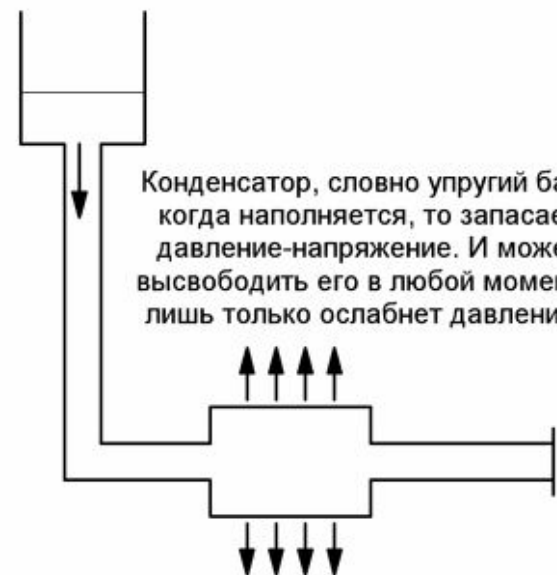 Конденсатор, словно упругий ба
когда наполняется, то запасае
давление-напряжение. И може
высвободить его в любой момен
лишь только ослабнет давлени